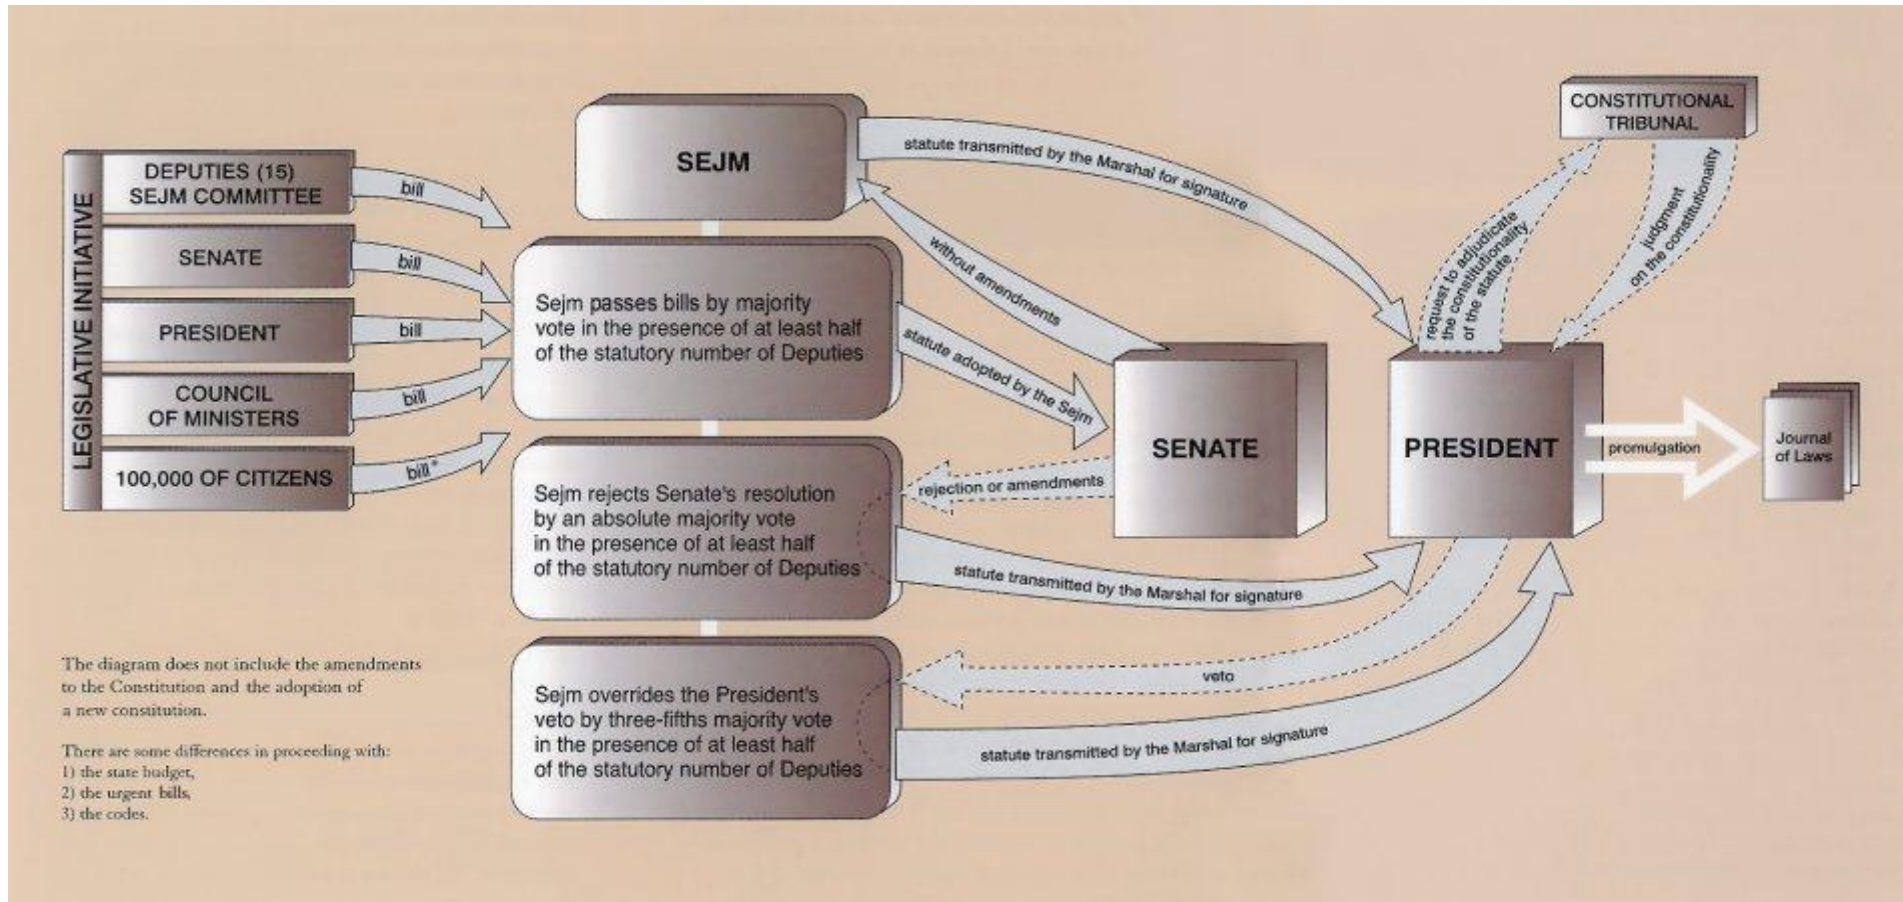 LEGISLATIVE INITIATIVE
DEPUTIES (15)
SEJM COMMITTEE
bill
SENATE
bill
PRESIDENT
bill
COUNCIL
OF MINISTERS
bill
100,000 OF CITIZENS
bill*
SEJM
Sejm passes bills by majority
vote in the presence of at least half
of the statutory number of Deputies
Sejm rejects Senate's resolution
by an absolute majority vote
in the presence of at least half
of the statutory number of Deputies
Sejm overrides the President's
veto by three-fifths majority vote
in the presence of at least half
of the statutory number of Deputies
statute transmitted by the Marshal for signature
without amendments
statute adopted by the Sejm
rejection or amendments
statute transmitted by the Marshal for signature
veto
statute transmitted by the Marshal for signature
SENATE
PRESIDENT
request to adjudicate
the constitutionality
of the statute
CONSTITUTIONAL
TRIBUNAL
judgment
on the constitutionality
promulgation
Journal
of Laws
The diagram does not include the amendments
to the Constitution and the adoption of
a new constitution.
There are some differences in proceeding with:
1) the state budget,
2) the urgent bills,
3) the codes.